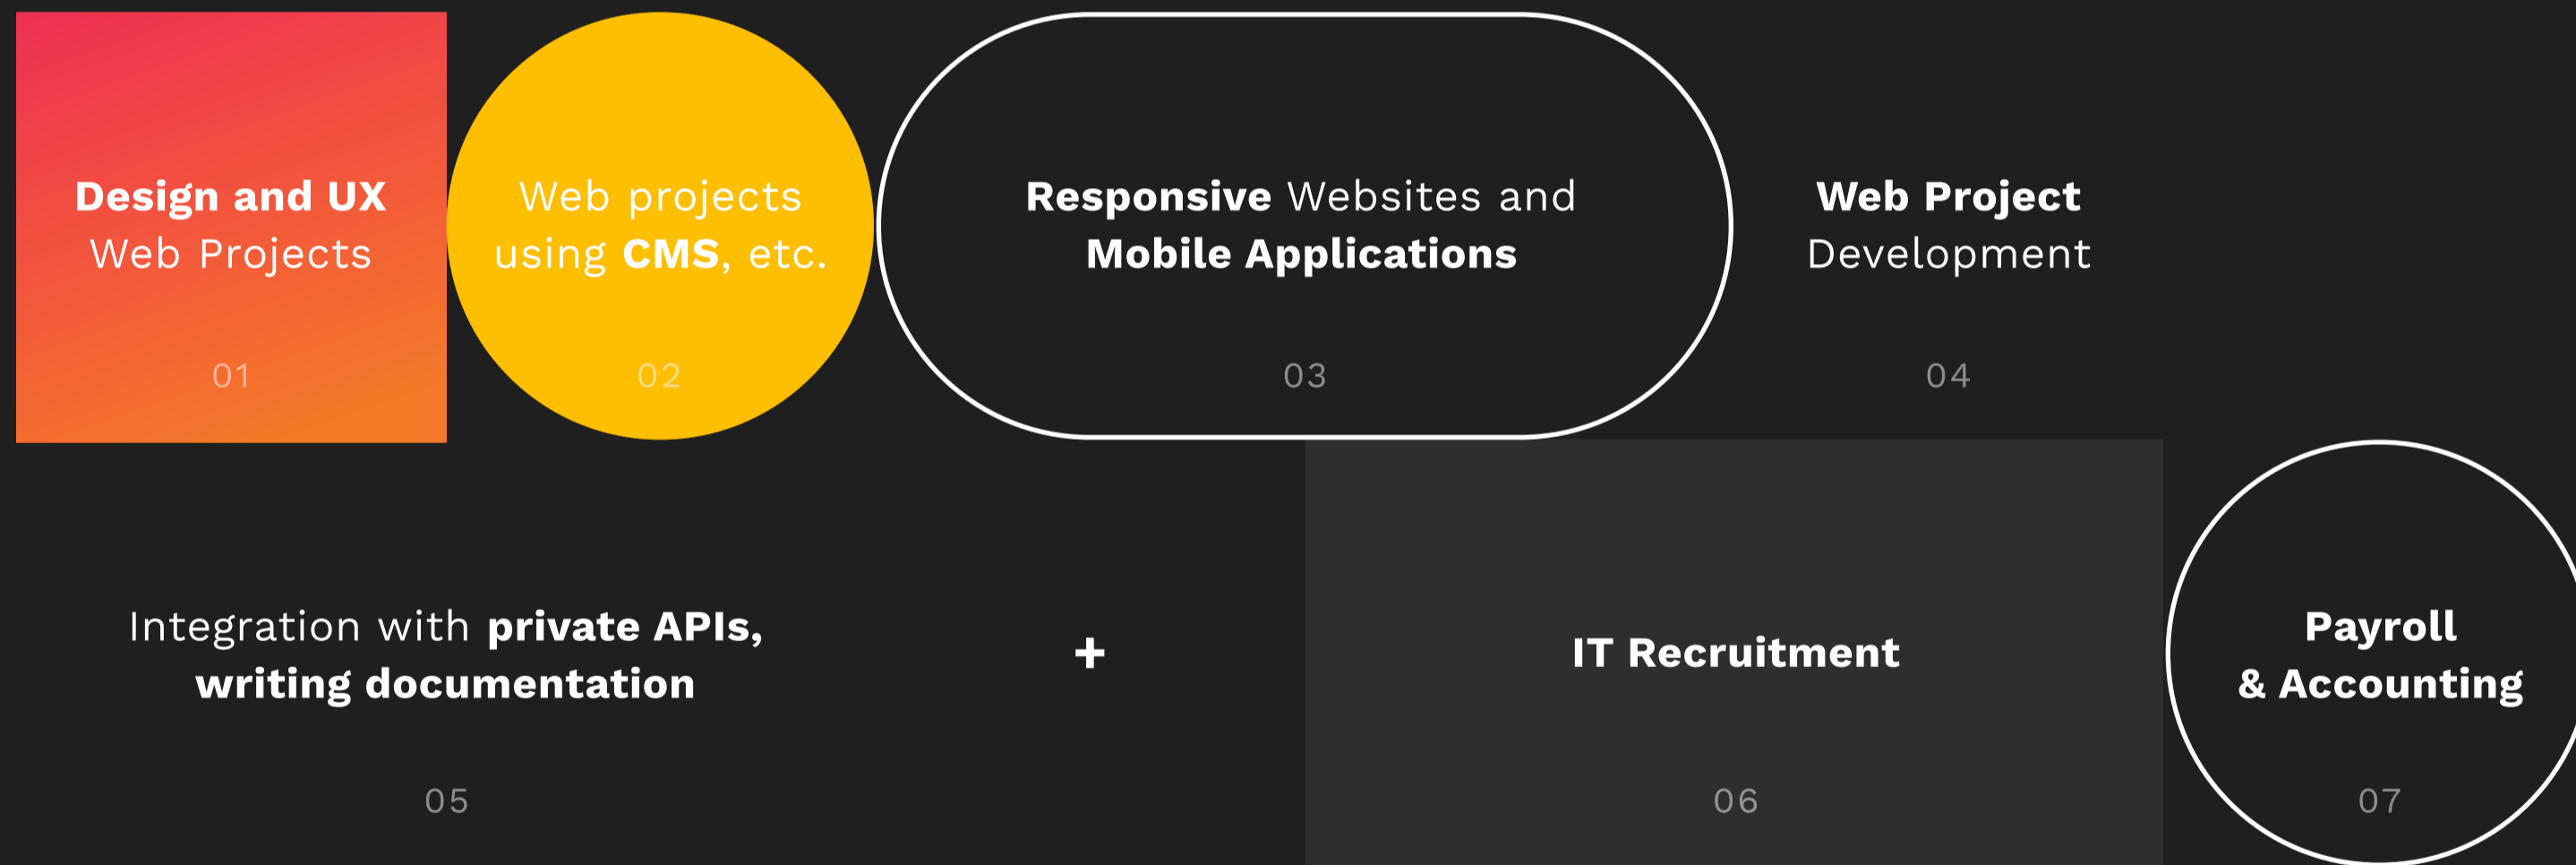 Design and UX
Web Projects
01
Web projects
using CMS, etc.
02
Responsive Websites and
Mobile Applications
03
Web Project
Development
04
Integration with private APIs,
writing documentation
05
+
IT Recruitment
06
Payroll
& Accounting
07